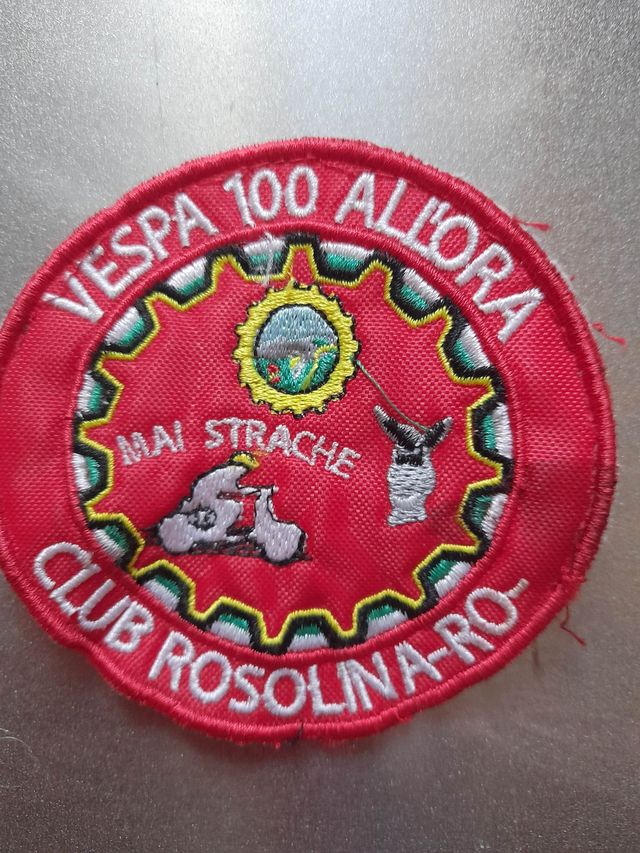 VESPA 100 ALL'ORA
MAI STRACHE
CLUB ROSOLINA-RO-